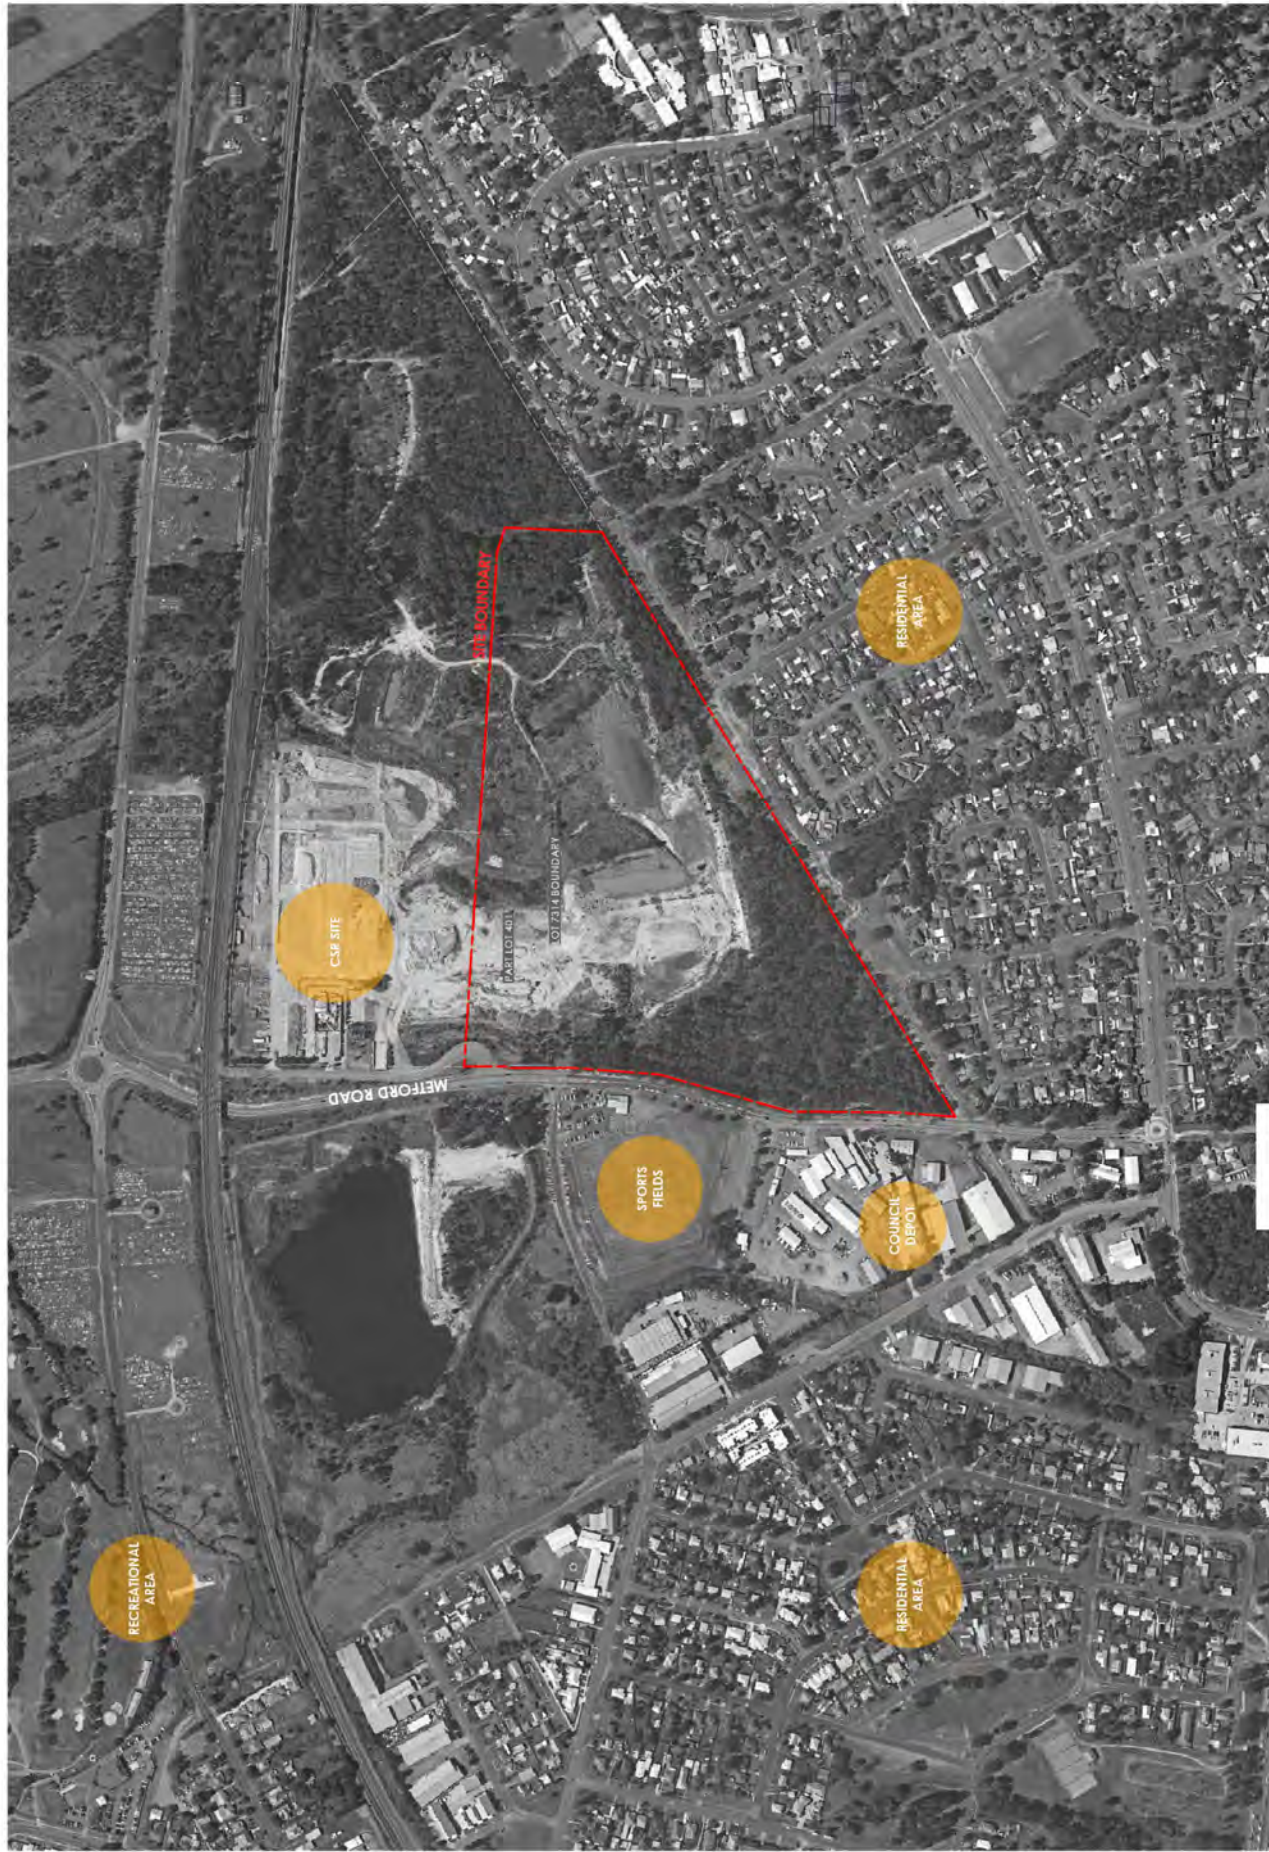 RECREATIONAL
AREA
CSR SITE
METFORD ROAD
SITE BOUNDARY
PART LOT 401
LOT 7314 BOUNDARY
SPORTS
FIELDS
COUNCIL
DEPOT
RESIDENTIAL
AREA
RESIDENTIAL
AREA